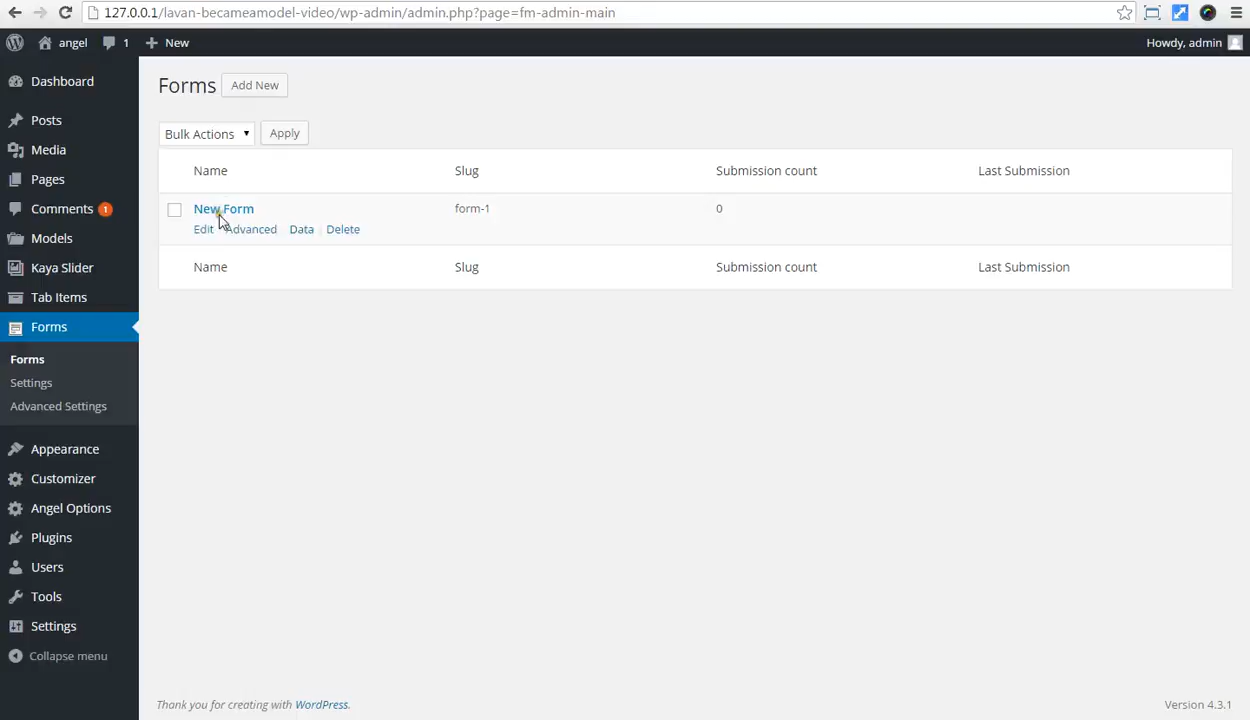 127.0.0.1/lavan-becameamodel-video/wp-admin/admin.php?page=fm-admin-main
angel 1 New Howdy, admin
Dashboard
Posts
Media
Pages
Comments 1
Models
Kaya Slider
Tab Items
Forms
Forms
Settings
Advanced Settings
Appearance
Customizer
Angel Options
Plugins
Users
Tools
Settings
Collapse menu
Forms Add New
Bulk Actions Apply
Name Slug Submission count Last Submission
New Form form-1 0
Edit Advanced Data Delete
Name Slug Submission count Last Submission
Thank you for creating with WordPress. Version 4.3.1